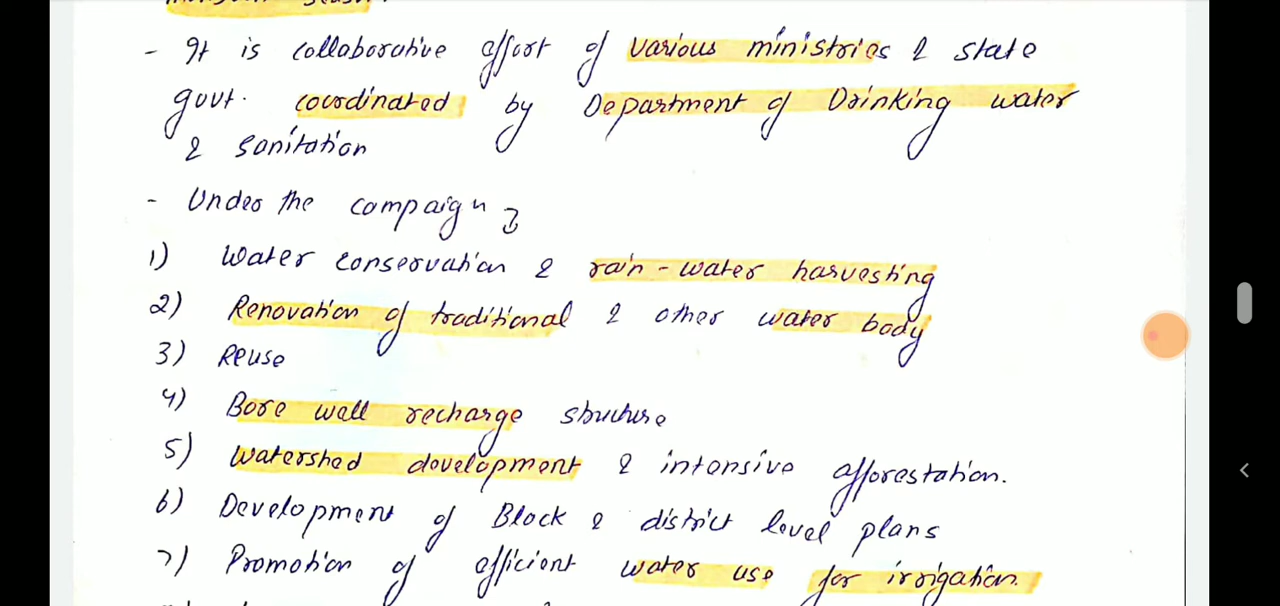 - It is collaborative effort of various ministries & state
govt. coordinated by Department of Drinking water
& sanitation
- Under the campaign
1) Water conservation & rain-water harvesting
2) Renovation of traditional & other water body
3) Reuse
4) Bore wall recharge structure
5) Watershed development & intensive afforestation.
6) Development of Block & district level plans
7) Promotion of efficient water use for irrigation.